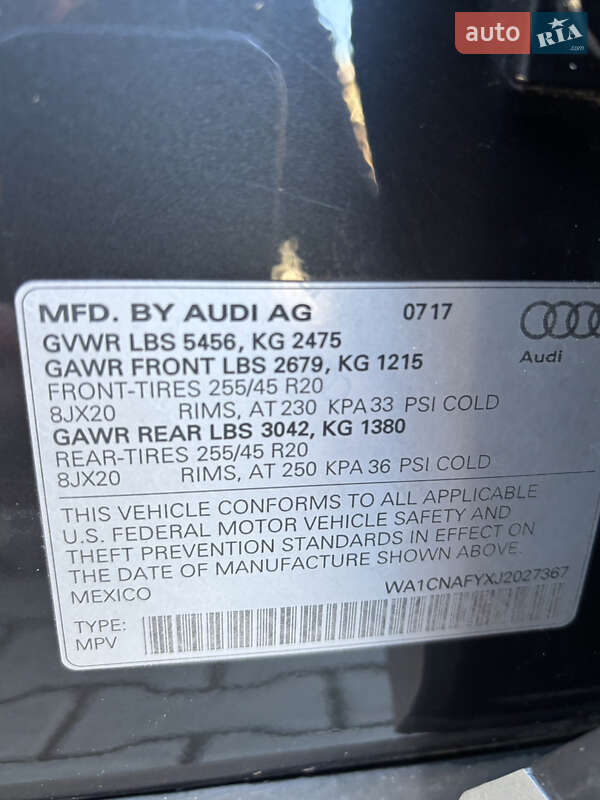 auto RIA.com
MFD. BY AUDI AG 0717
GVWR LBS 5456, KG 2475
GAWR FRONT LBS 2679, KG 1215
FRONT-TIRES 255/45 R20
8JX20 RIMS, AT 230 KPA 33 PSI COLD
GAWR REAR LBS 3042, KG 1380
REAR-TIRES 255/45 R20
8JX20 RIMS, AT 250 KPA 36 PSI COLD
Audi
THIS VEHICLE CONFORMS TO ALL APPLICABLE
U.S. FEDERAL MOTOR VEHICLE SAFETY AND
THEFT PREVENTION STANDARDS IN EFFECT ON
THE DATE OF MANUFACTURE SHOWN ABOVE.
MEXICO WA1CNAFYXJ2027367
TYPE:
MPV